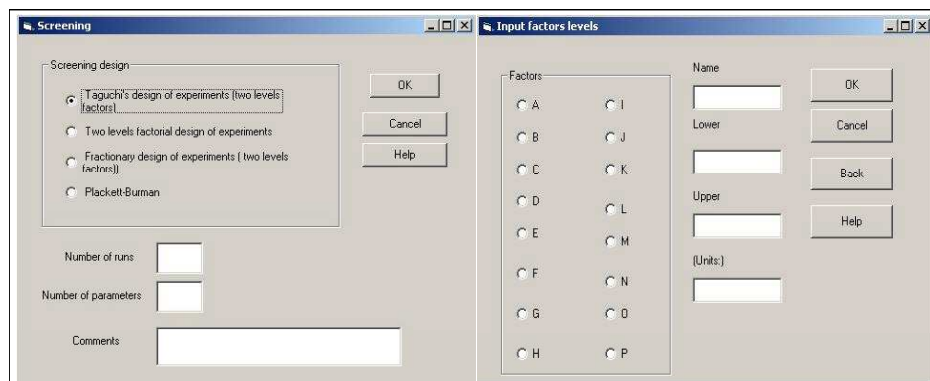 Screening
Screening design
Taguchi's design of experiments (two levels
factors)
Two levels factorial design of experiments
Fractionary design of experiments ( two levels
factors))
Plackett-Burman
OK
Cancel
Help
Number of runs
Number of parameters
Comments
Input factors levels
Factors
A
B
C
D
E
F
G
H
I
J
K
L
M
N
O
P
Name
Lower
Upper
(Units:)
OK
Cancel
Back
Help